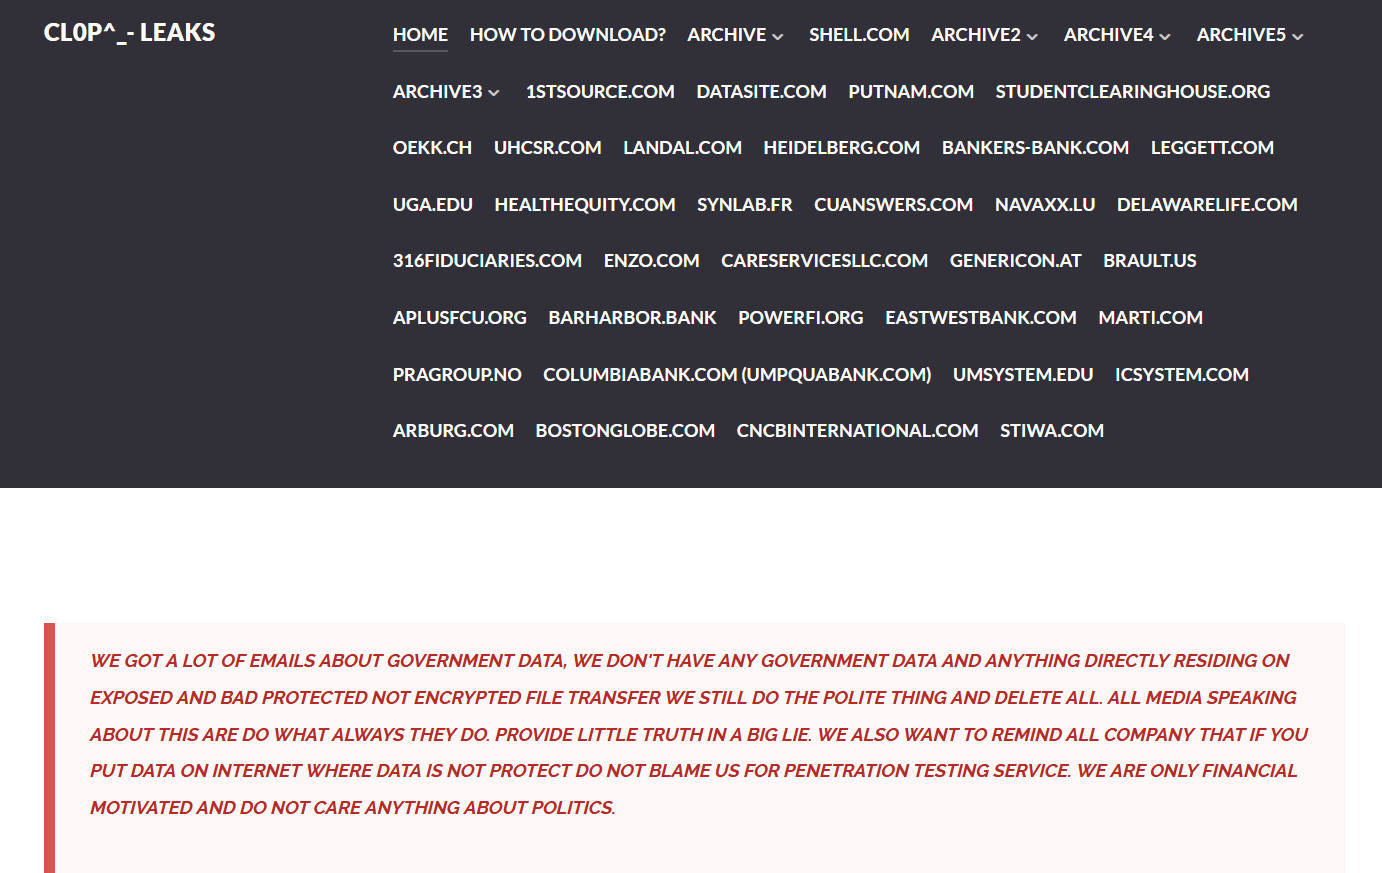 CL0P^_- LEAKS
HOME HOW TO DOWNLOAD? ARCHIVE SHELL.COM ARCHIVE2 ARCHIVE4 ARCHIVE5
ARCHIVE3 1STSOURCE.COM DATASITE.COM PUTNAM.COM STUDENTCLEARINGHOUSE.ORG
OEKK.CH UHCSR.COM LANDAL.COM HEIDELBERG.COM BANKERS-BANK.COM LEGGETT.COM
UGA.EDU HEALTHEQUITY.COM SYNLAB.FR CUANSWERS.COM NAVAXX.LU DELAWARELIFE.COM
316FIDUCIARIES.COM ENZO.COM CARESERVICESLLC.COM GENERICON.AT BRAULT.US
APLUSFCU.ORG BARHARBOR.BANK POWERFI.ORG EASTWESTBANK.COM MARTI.COM
PRAGROUP.NO COLUMBIABANK.COM (UMPQUABANK.COM) UMSYSTEM.EDU ICSYSTEM.COM
ARBURG.COM BOSTONGLOBE.COM CNCBINTERNATIONAL.COM STIWA.COM
WE GOT A LOT OF EMAILS ABOUT GOVERNMENT DATA, WE DON'T HAVE ANY GOVERNMENT DATA AND ANYTHING DIRECTLY RESIDING ON
EXPOSED AND BAD PROTECTED NOT ENCRYPTED FILE TRANSFER WE STILL DO THE POLITE THING AND DELETE ALL. ALL MEDIA SPEAKING
ABOUT THIS ARE DO WHAT ALWAYS THEY DO. PROVIDE LITTLE TRUTH IN A BIG LIE. WE ALSO WANT TO REMIND ALL COMPANY THAT IF YOU
PUT DATA ON INTERNET WHERE DATA IS NOT PROTECT DO NOT BLAME US FOR PENETRATION TESTING SERVICE. WE ARE ONLY FINANCIAL
MOTIVATED AND DO NOT CARE ANYTHING ABOUT POLITICS.